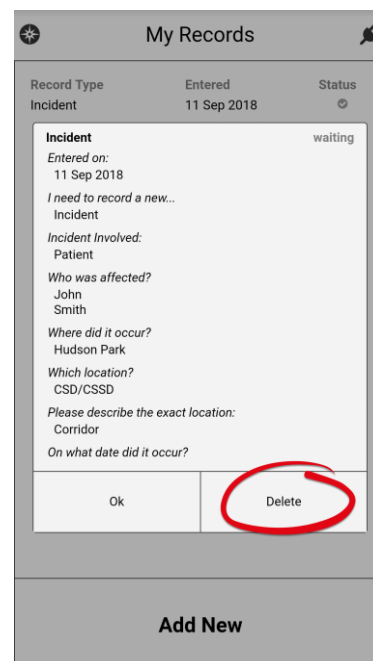 My Records
Record Type Entered Status
Incident 11 Sep 2018
Incident waiting
Entered on:
11 Sep 2018
I need to record a new...
Incident
Incident Involved:
Patient
Who was affected?
John
Smith
Where did it occur?
Hudson Park
Which location?
CSD/CSSD
Please describe the exact location:
Corridor
On what date did it occur?
Ok Delete
Add New